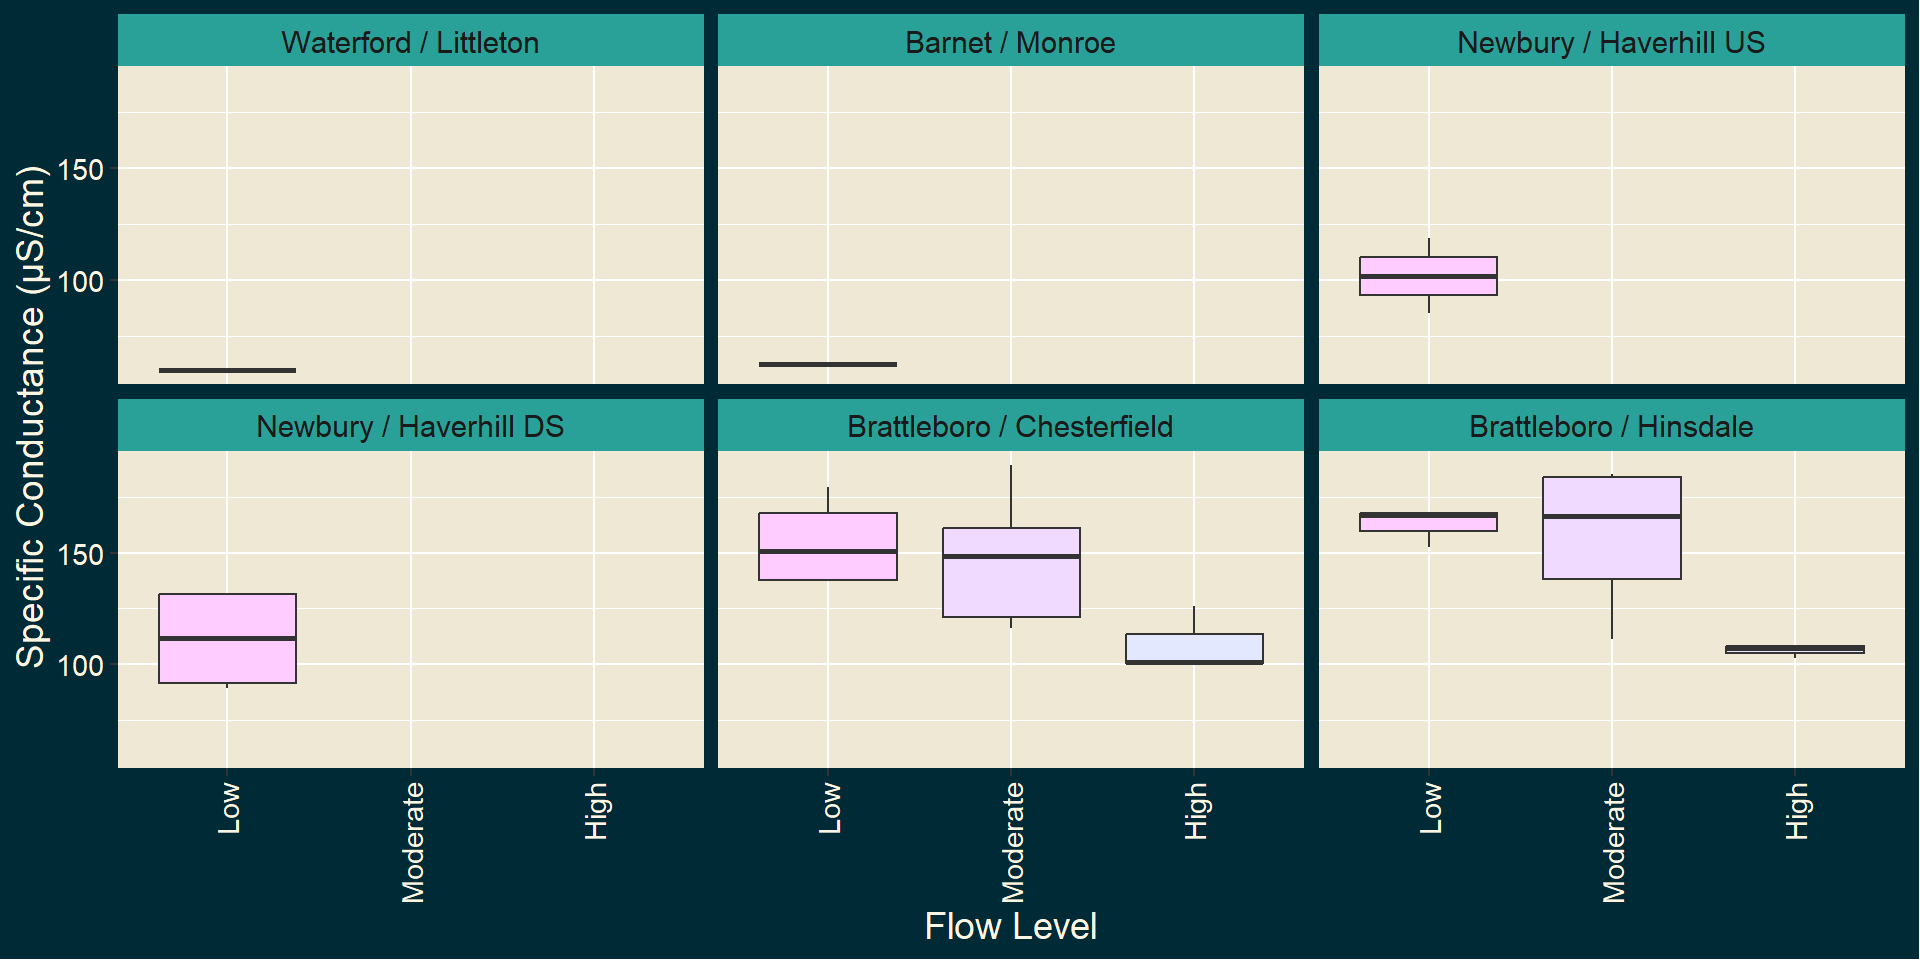 Waterford / Littleton
Barnet / Monroe
Newbury / Haverhill US
150
100
Newbury / Haverhill DS
Brattleboro / Chesterfield
Brattleboro / Hinsdale
150
100
Specific Conductance (µS/cm)
Low
Moderate
High
Low
Moderate
High
Low
Moderate
High
Flow Level